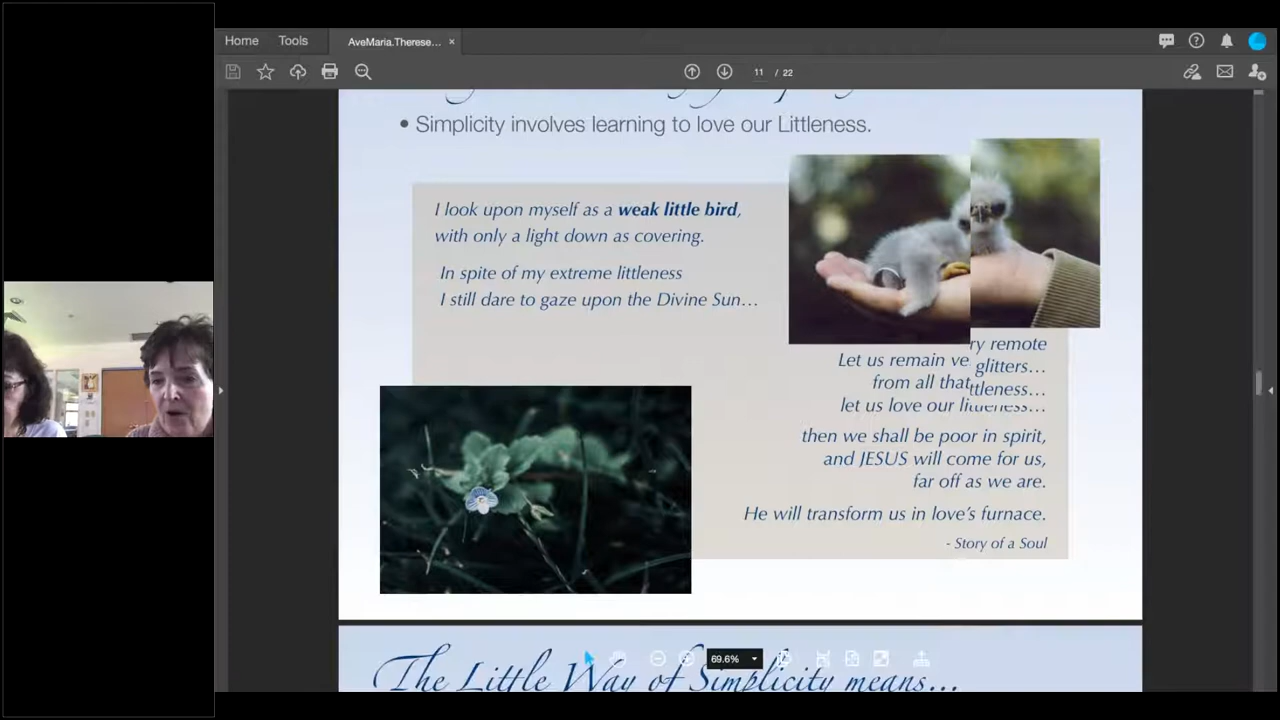 Home
Tools
AveMaria.Therese...
11 / 22
• Simplicity involves learning to love our Littleness.
I look upon myself as a weak little bird,
with only a light down as covering.
In spite of my extreme littleness
I still dare to gaze upon the Divine Sun...
ry remote
Let us remain ve
glitters...
from all that
ttleness...
let us love our
then we shall be poor in spirit,
and JESUS will come for us,
far off as we are.
He will transform us in love's furnace.
- Story of a Soul
69.6%
The Little Way of Simplicity means...